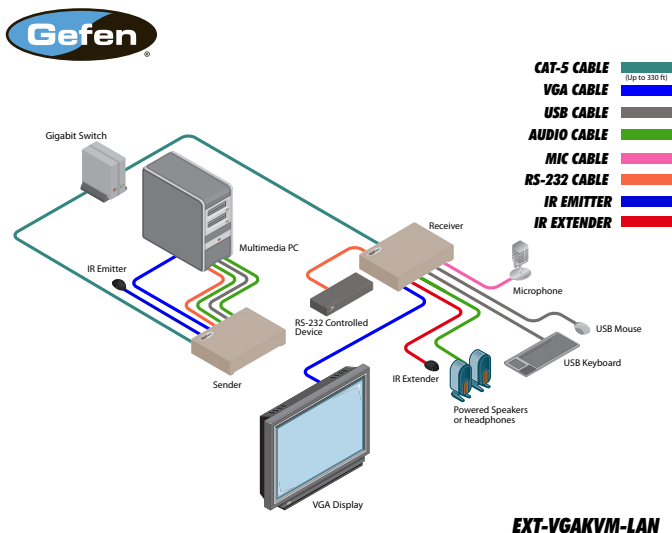 Gefen
®
CAT-5 CABLE
(Up to 330 ft)
VGA CABLE
USB CABLE
AUDIO CABLE
MIC CABLE
RS-232 CABLE
IR EMITTER
IR EXTENDER
Gigabit Switch
Multimedia PC
Receiver
IR Emitter
Microphone
RS-232 Controlled
Device
USB Mouse
USB Keyboard
Sender
IR Extender
Powered Speakers
or headphones
VGA Display
EXT-VGAKVM-LAN